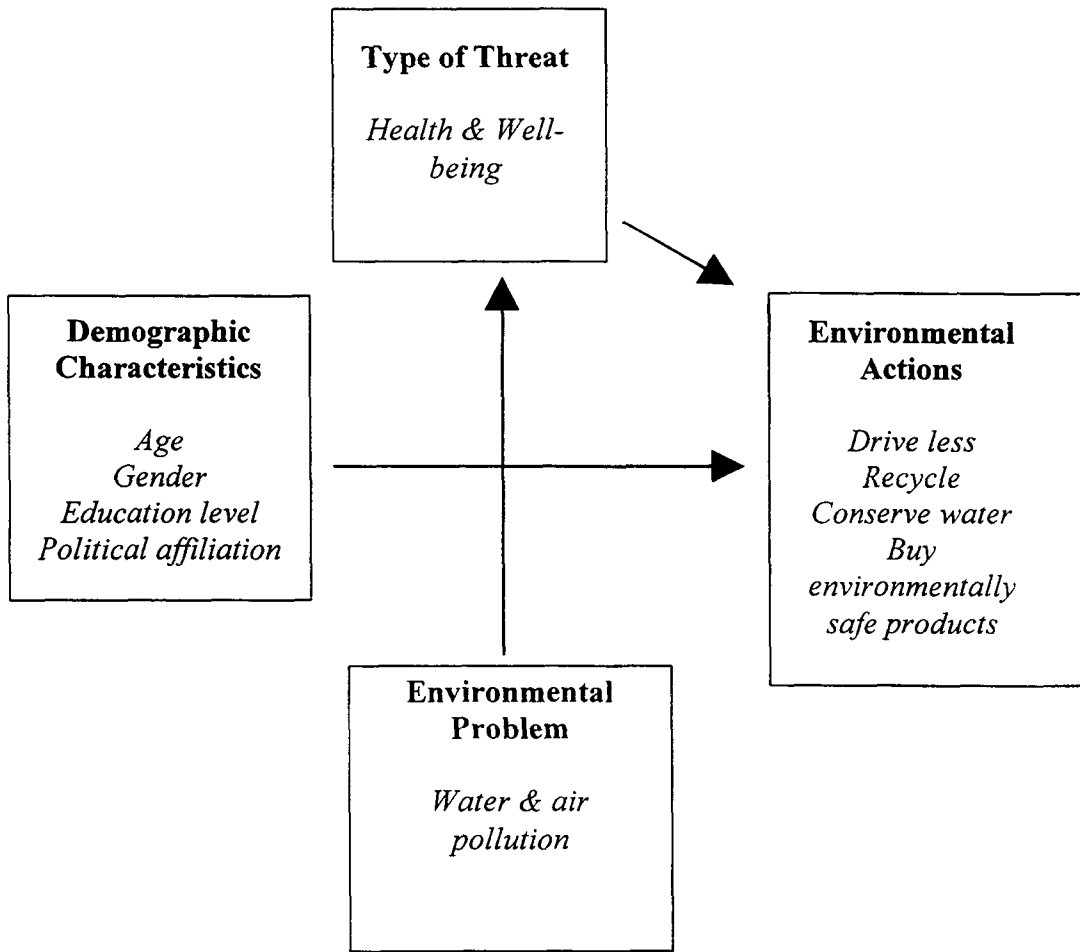 Type of Threat
Health & Well-
being
Demographic
Characteristics
Age
Gender
Education level
Political affiliation
Environmental
Actions
Drive less
Recycle
Conserve water
Buy
environmentally
safe products
Environmental
Problem
Water & air
pollution